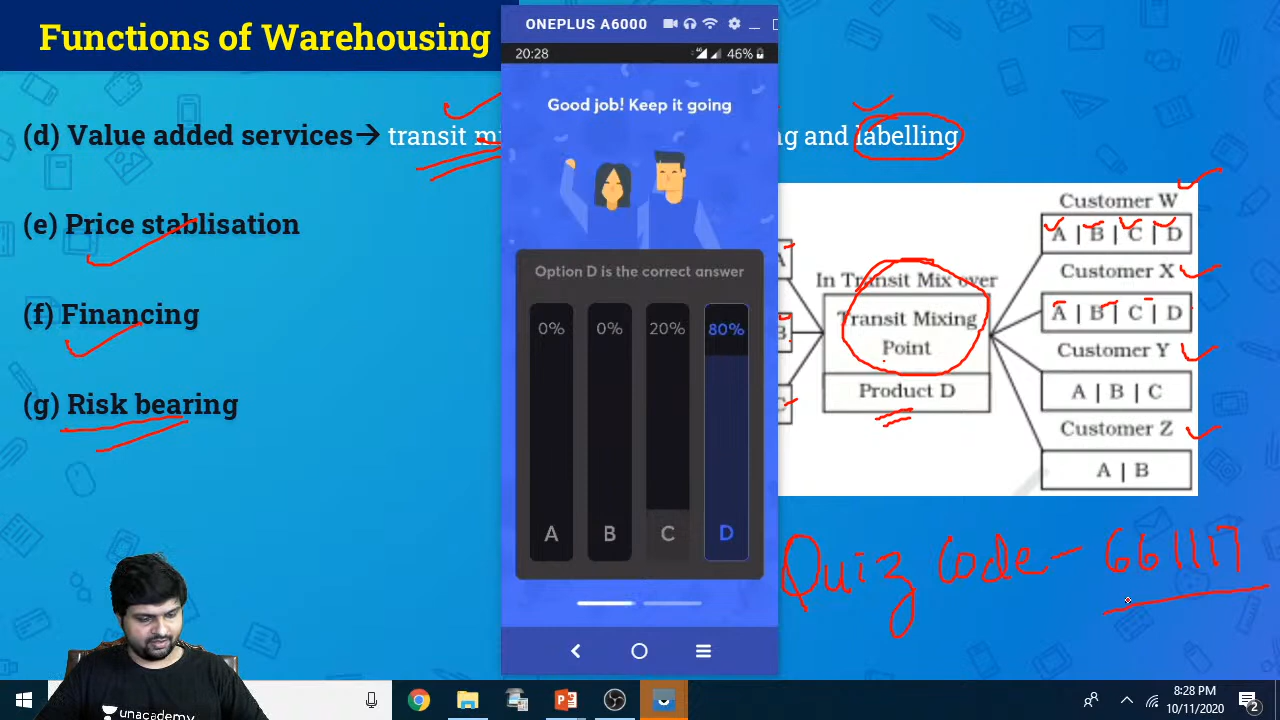 Functions of Warehousing
(d) Value added services→ transit
ng and labelling
(e) Price stablisation
(f) Financing
(g) Risk bearing
ONEPLUS A6000
20:28
46%
Good job! Keep it going
Option D is the correct answer
0% 0% 20% 80%
A B C D
A
B
C
In Transit Mix over
Transit Mixing
Point
Product D
Customer W
A | B | C | D
Customer X
A | B | C | D
Customer Y
A | B | C
Customer Z
A | B
Quiz code-
unacademy
8:28 PM
10/11/2020
2